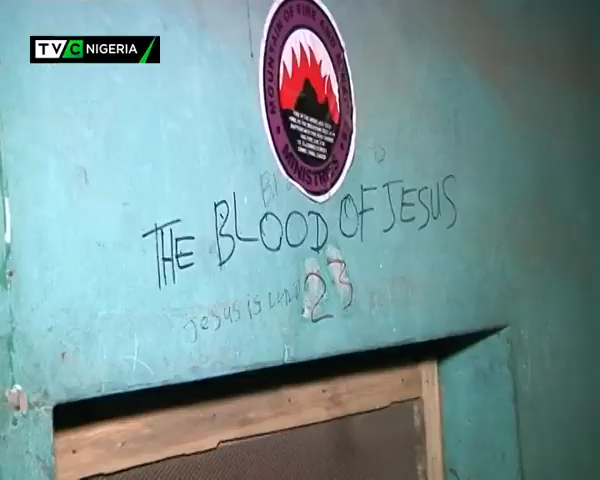 TVC NIGERIA
MOUNTAIN OF FIRE AND MIRACLES
MINISTRIES
THE BLOOD OF JESUS
Jesus is
23